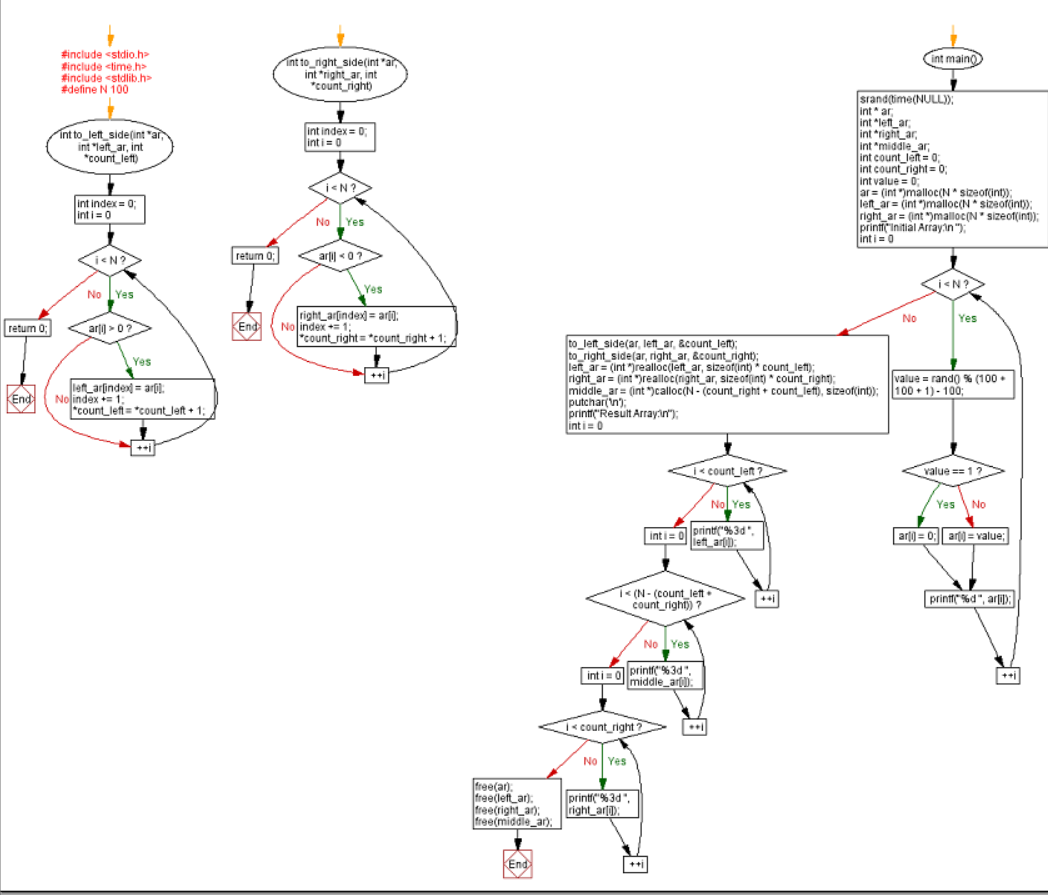 #include <stdio.h>
#include <time.h>
#include <stdlib.h>
#define N 100
int to_left_side(int *ar,
int *left_ar, int
*count_left)
int index = 0;
int i = 0
i < N ?
No
Yes
return 0;
ar[i] > 0 ?
End
Yes
No
left_ar[index] = ar[i];
index += 1;
*count_left = *count_left + 1;
++i
int to_right_side(int *ar,
int *right_ar, int
*count_right)
int index = 0;
int i = 0
i < N ?
No
Yes
return 0;
ar[i] < 0 ?
End
Yes
No
right_ar[index] = ar[i];
index += 1;
*count_right = *count_right + 1;
++i
int main()
srand(time(NULL));
int * ar;
int *left_ar;
int *right_ar;
int *middle_ar;
int count_left = 0;
int count_right = 0;
int value = 0;
ar = (int *)malloc(N * sizeof(int));
left_ar = (int *)malloc(N * sizeof(int));
right_ar = (int *)malloc(N * sizeof(int));
printf("Initial Array:\n ");
int i = 0
i < N ?
No
Yes
value = rand() % (100 +
100 + 1) - 100;
value == 1 ?
Yes
No
ar[i] = 0;
ar[i] = value;
printf("%d ", ar[i]);
++i
to_left_side(ar, left_ar, &count_left);
to_right_side(ar, right_ar, &count_right);
left_ar = (int *)realloc(left_ar, sizeof(int) * count_left);
right_ar = (int *)realloc(right_ar, sizeof(int) * count_right);
middle_ar = (int *)calloc(N - (count_right + count_left), sizeof(int));
putchar('\n');
printf("Result Array:\n");
int i = 0
i < count_left ?
No
Yes
int i = 0
printf("%3d ",
left_ar[i]);
++i
i < (N - (count_left +
count_right)) ?
No
Yes
int i = 0
printf("%3d ",
middle_ar[i]);
++i
i < count_right ?
No
Yes
free(ar);
free(left_ar);
free(right_ar);
free(middle_ar);
printf("%3d ",
right_ar[i]);
End
++i